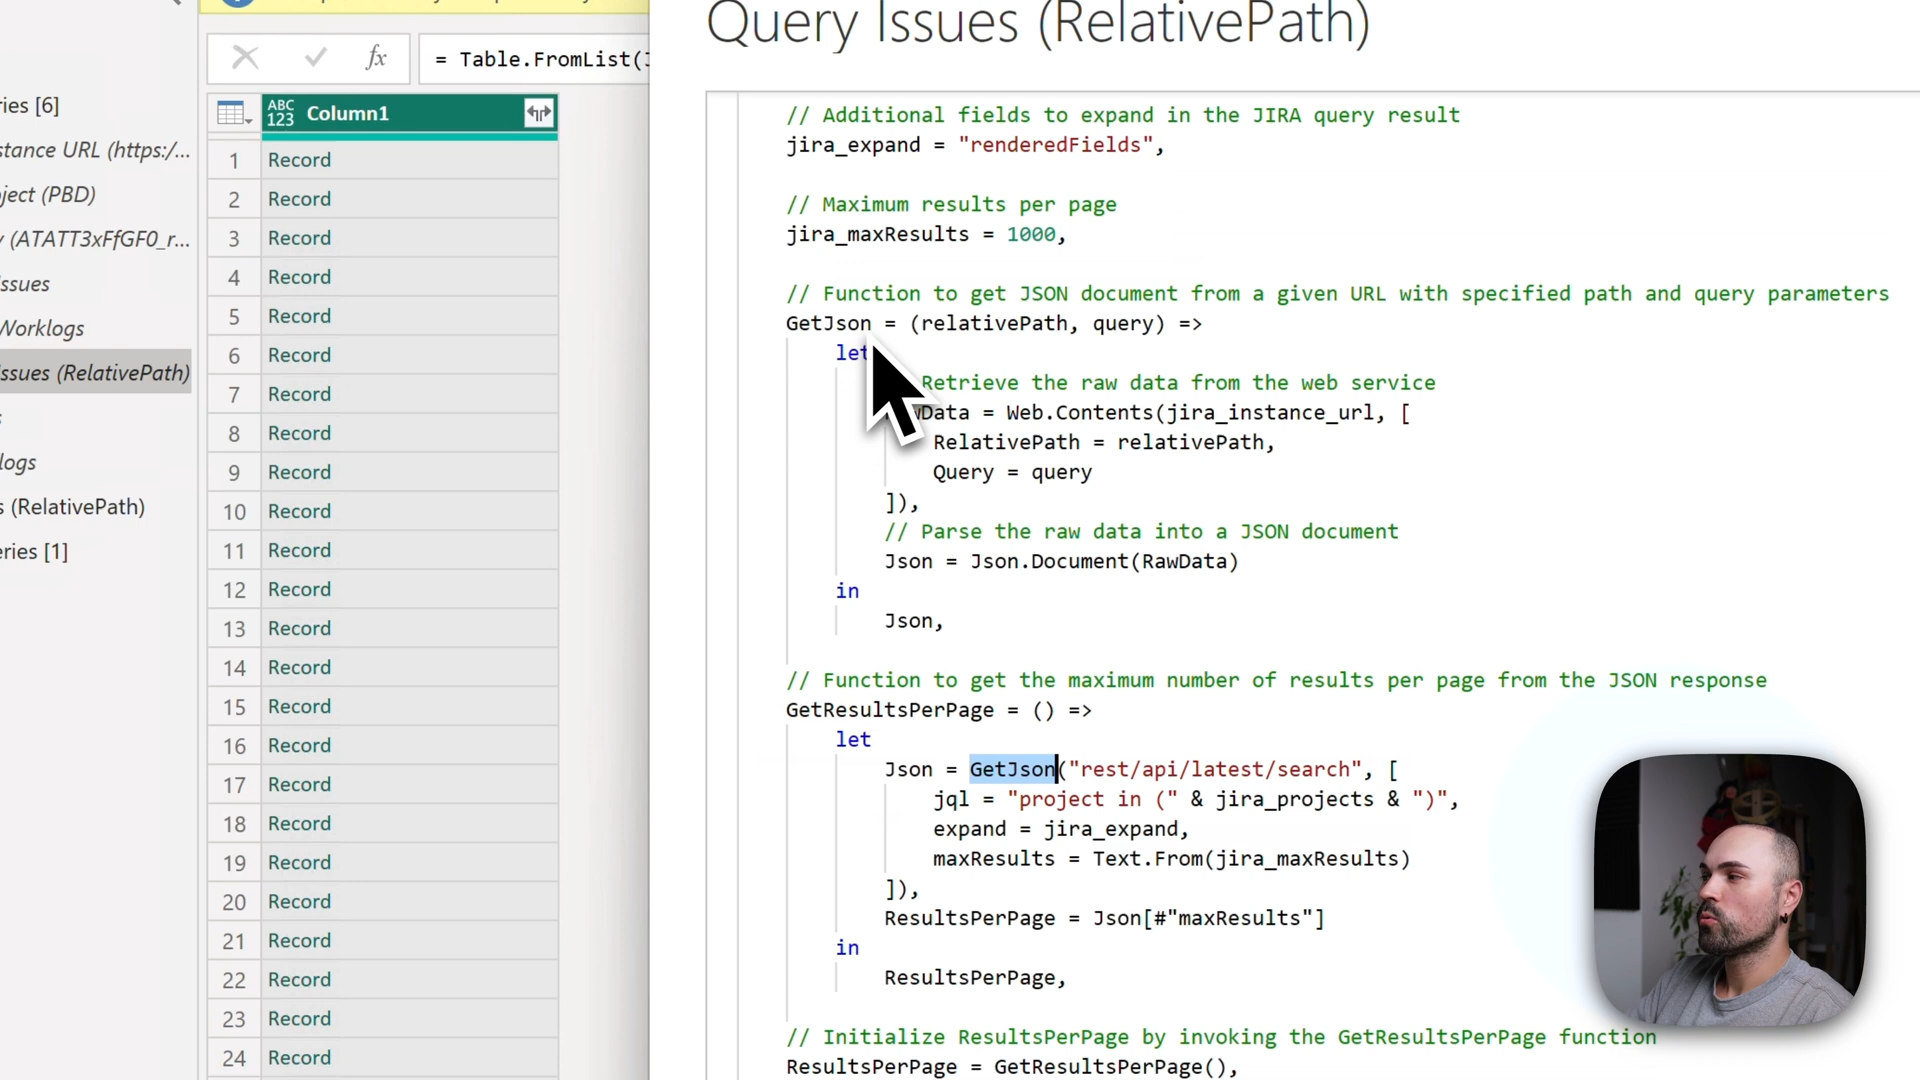 Query Issues (RelativePath)
fx
= Table.FromList(
ries [6]
stance URL (https:/...
ject (PBD)
y (ATATT3xFfGF0_r...
ssues
Worklogs
ssues (RelativePath)
logs
s (RelativePath)
eries [1]
ABC
123
Column1
1 Record
2 Record
3 Record
4 Record
5 Record
6 Record
7 Record
8 Record
9 Record
10 Record
11 Record
12 Record
13 Record
14 Record
15 Record
16 Record
17 Record
18 Record
19 Record
20 Record
21 Record
22 Record
23 Record
24 Record
// Additional fields to expand in the JIRA query result
jira_expand = "renderedFields",
// Maximum results per page
jira_maxResults = 1000,
// Function to get JSON document from a given URL with specified path and query parameters
GetJson = (relativePath, query) =>
let
Retrieve the raw data from the web service
wData = Web.Contents(jira_instance_url, [
RelativePath = relativePath,
Query = query
]),
// Parse the raw data into a JSON document
Json = Json.Document(RawData)
in
Json,
// Function to get the maximum number of results per page from the JSON response
GetResultsPerPage = () =>
let
Json = GetJson("rest/api/latest/search", [
jql = "project in (" & jira_projects & ")",
expand = jira_expand,
maxResults = Text.From(jira_maxResults)
]),
ResultsPerPage = Json[#"maxResults"]
in
ResultsPerPage,
// Initialize ResultsPerPage by invoking the GetResultsPerPage function
ResultsPerPage = GetResultsPerPage(),